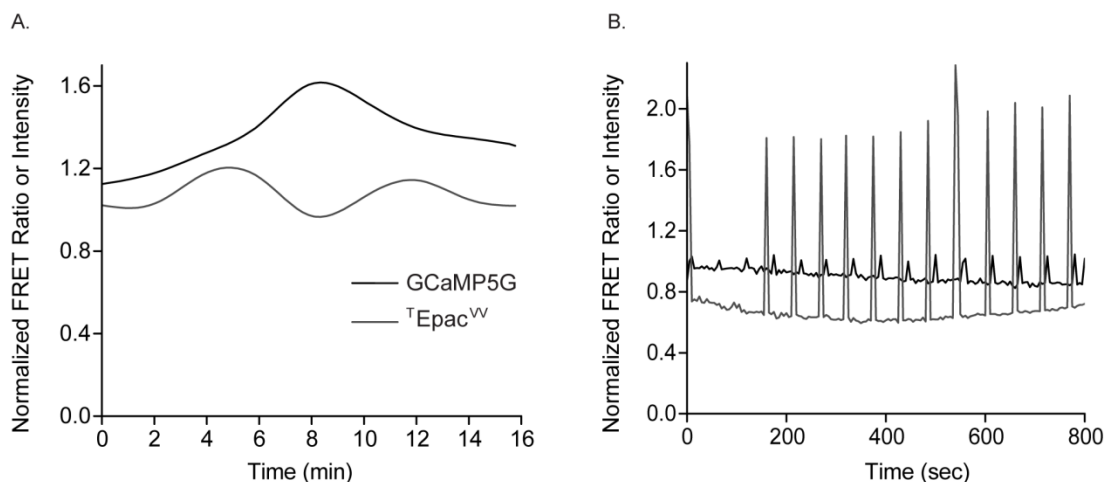 A.
Normalized FRET Ratio or Intensity
1.6
1.2
0.8
0.4
0.0
GCaMP5G
ᵀEpacⱽⱽ
0 2 4 6 8 10 12 14 16
Time (min)
B.
Normalized FRET Ratio or Intensity
2.0
1.6
1.2
0.8
0.4
0.0
0 200 400 600 800
Time (sec)